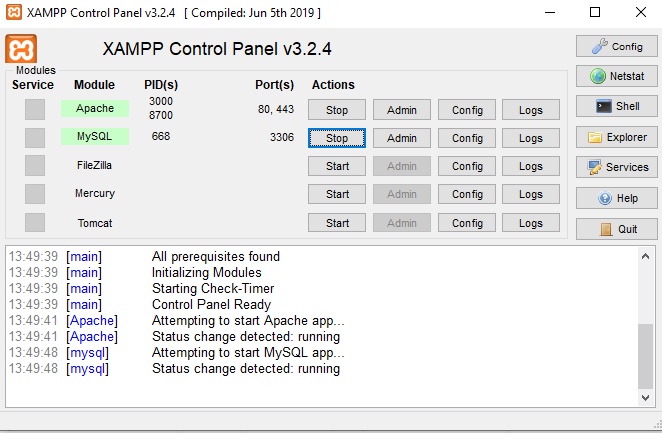 XAMPP Control Panel v3.2.4 [ Compiled: Jun 5th 2019 ]
XAMPP Control Panel v3.2.4
Config
Modules
Service Module PID(s) Port(s) Actions
Netstat
Apache 3000 8700 80, 443 Stop Admin Config Logs
Shell
MySQL 668 3306 Stop Admin Config Logs
Explorer
FileZilla Start Admin Config Logs
Services
Mercury Start Admin Config Logs
Help
Tomcat Start Admin Config Logs
Quit
13:49:39 [main] All prerequisites found
13:49:39 [main] Initializing Modules
13:49:39 [main] Starting Check-Timer
13:49:39 [main] Control Panel Ready
13:49:41 [Apache] Attempting to start Apache app...
13:49:41 [Apache] Status change detected: running
13:49:48 [mysql] Attempting to start MySQL app...
13:49:48 [mysql] Status change detected: running